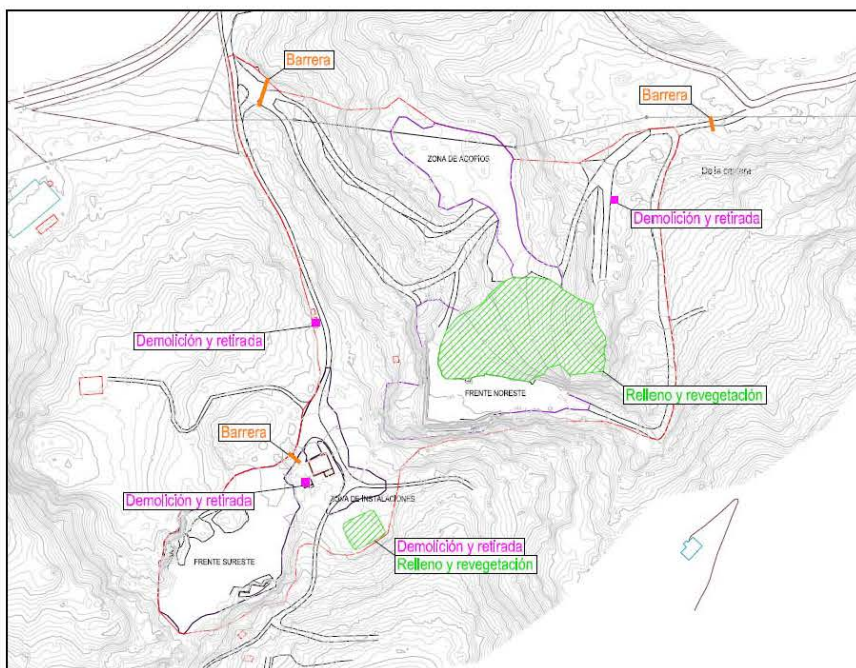 Barrera
Barrera
ZONA DE ACOPIOS
Demolición y retirada
Demolición y retirada
Relleno y revegetación
FRENTE NORESTE
Barrera
Demolición y retirada
ZONA DE INSTALACIONES
Demolición y retirada
Relleno y revegetación
FRENTE SURESTE